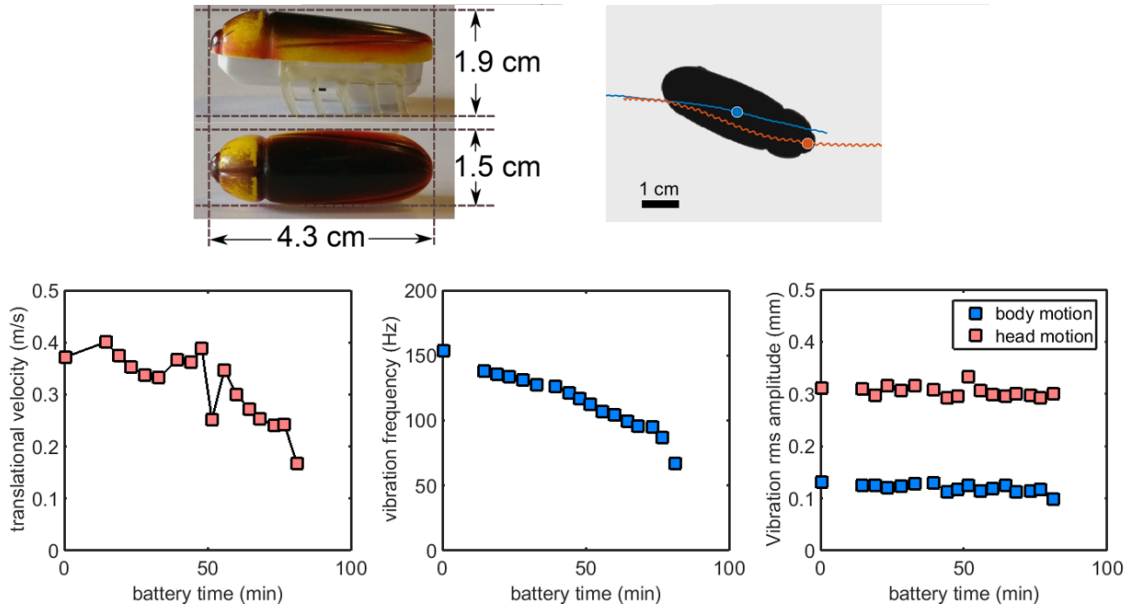 1.9 cm
1.5 cm
4.3 cm
1 cm
translational velocity (m/s)
0.5
0.4
0.3
0.2
0.1
0
0
50
100
battery time (min)
vibration frequency (Hz)
200
150
100
50
0
0
50
100
battery time (min)
Vibration rms amplitude (mm)
0.5
0.4
0.3
0.2
0.1
0
0
50
100
battery time (min)
body motion
head motion